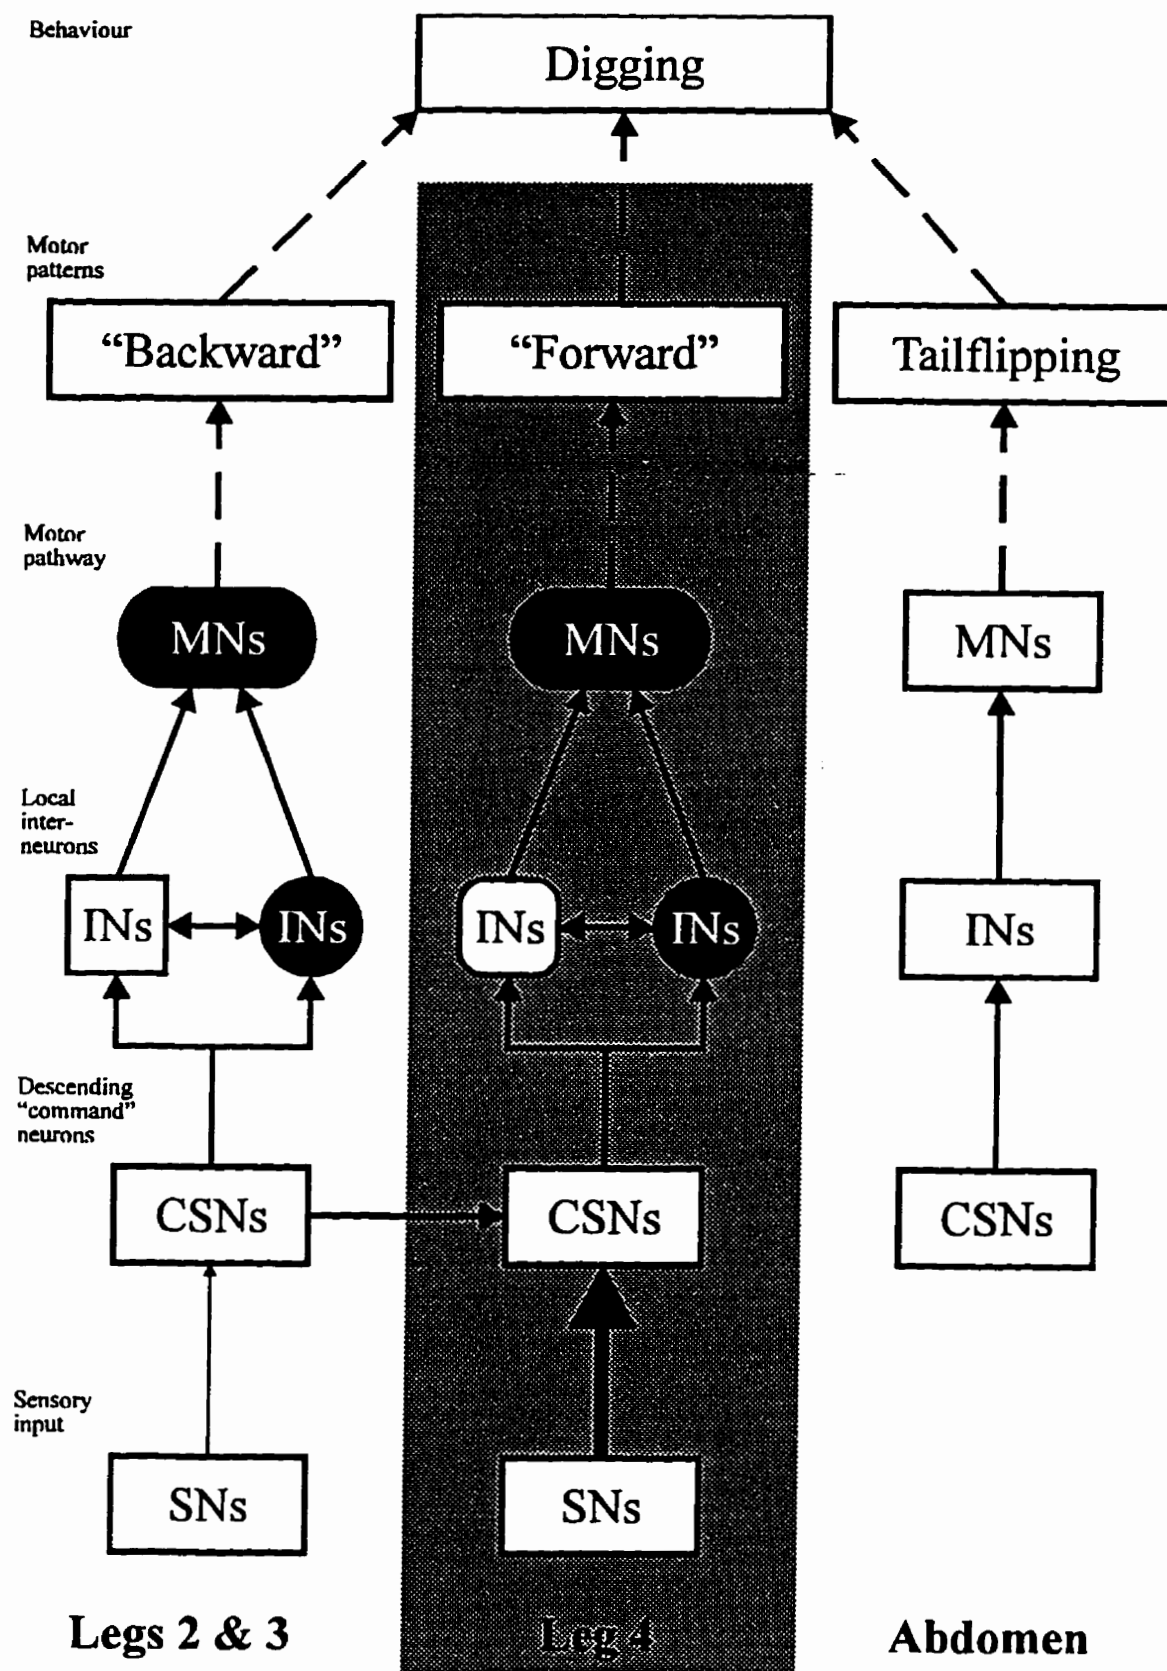 Behaviour
Digging
Motor
patterns
“Backward”
“Forward”
Tailflipping
Motor
pathway
MNs
MNs
MNs
Local
inter-
neurons
INs
INs
INs
INs
INs
Descending
“command”
neurons
CSNs
CSNs
CSNs
Sensory
input
SNs
SNs
Legs 2 & 3
Leg 4
Abdomen